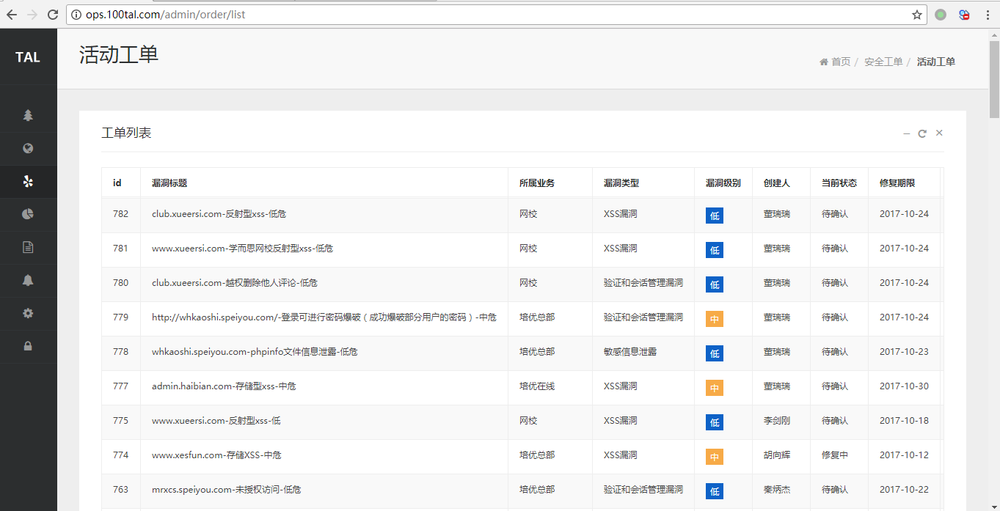 ops.100tal.com/admin/order/list
TAL
活动工单
首页 / 安全工单 / 活动工单
工单列表
id 漏洞标题 所属业务 漏洞类型 漏洞级别 创建人 当前状态 修复期限
782 club.xueersi.com-反射型xss-低危 网校 XSS漏洞 低 董瑞瑞 待确认 2017-10-24
781 www.xueersi.com-学而思网校反射型xss-低危 网校 XSS漏洞 低 董瑞瑞 待确认 2017-10-24
780 club.xueersi.com-越权删除他人评论-低危 网校 验证和会话管理漏洞 低 董瑞瑞 待确认 2017-10-24
779 http://whkaoshi.speiyou.com/-登录可进行密码爆破（成功爆破部分用户的密码）-中危 培优总部 验证和会话管理漏洞 中 董瑞瑞 待确认 2017-10-24
778 whkaoshi.speiyou.com-phpinfo文件信息泄露-低危 培优总部 敏感信息泄露 低 董瑞瑞 待确认 2017-10-23
777 admin.haibian.com-存储型xss-中危 培优在线 XSS漏洞 中 董瑞瑞 待确认 2017-10-30
775 www.xueersi.com-反射型xss-低 网校 XSS漏洞 低 李剑刚 待确认 2017-10-18
774 www.xesfun.com-存储XSS-中危 培优总部 XSS漏洞 中 胡向辉 修复中 2017-10-12
763 mrxcs.speiyou.com-未授权访问-低危 培优总部 验证和会话管理漏洞 低 秦炳杰 待确认 2017-10-22